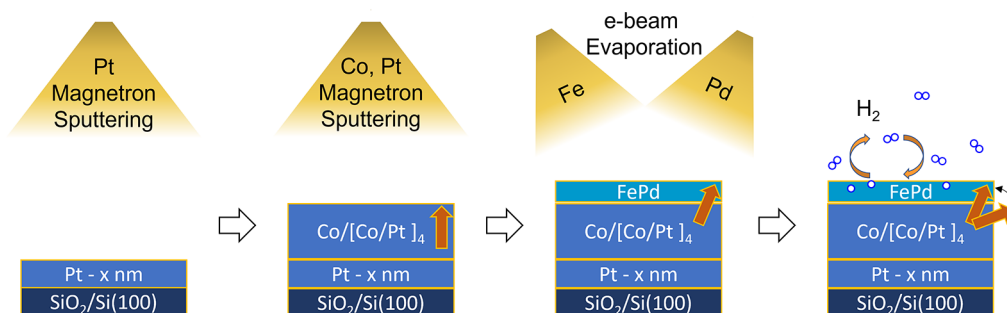 Pt
Magnetron
Sputtering
Pt - x nm
SiO₂/Si(100)
Co, Pt
Magnetron
Sputtering
Co/[Co/Pt ]₄
Pt - x nm
SiO₂/Si(100)
e-beam
Evaporation
Fe
Pd
FePd
Co/[Co/Pt ]₄
Pt - x nm
SiO₂/Si(100)
H₂
FePd
Co/[Co/Pt ]₄
Pt - x nm
SiO₂/Si(100)